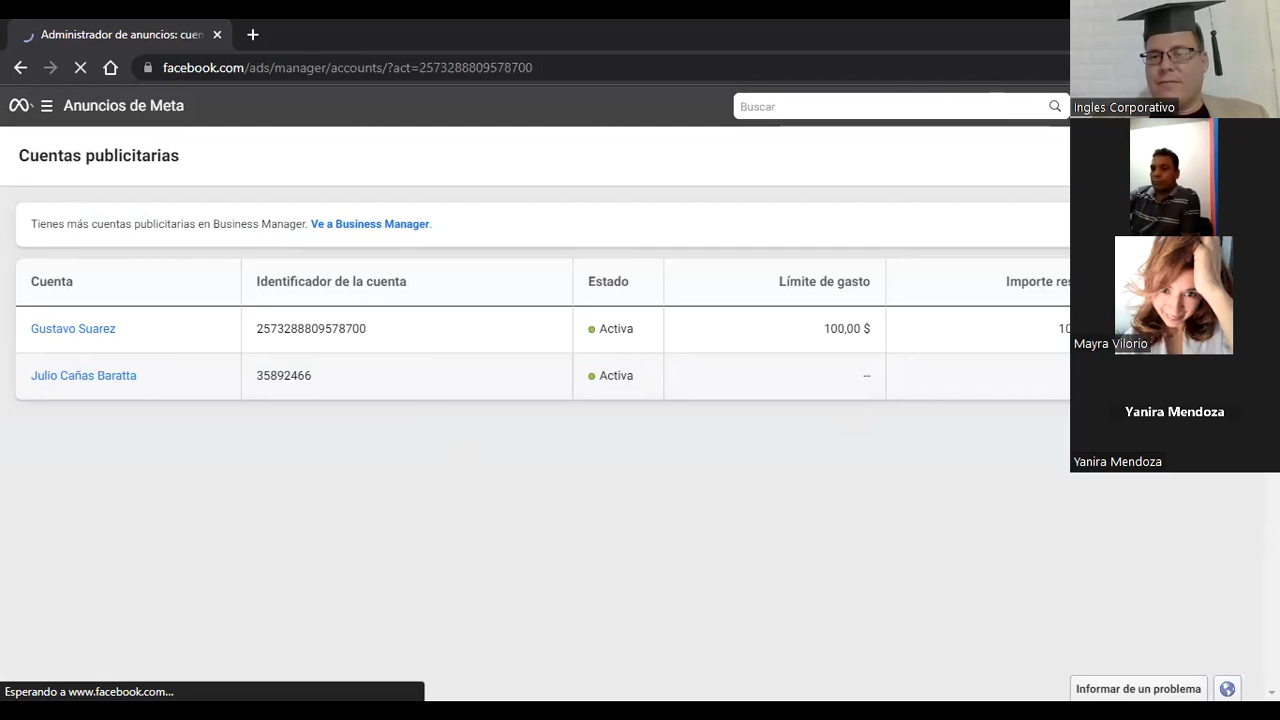 Administrador de anuncios: cuen
facebook.com/ads/manager/accounts/?act=2573288809578700
Anuncios de Meta
Buscar
Cuentas publicitarias
Tienes más cuentas publicitarias en Business Manager. Ve a Business Manager.
Cuenta Identificador de la cuenta Estado Límite de gasto Importe res
Gustavo Suarez 2573288809578700 Activa 100,00 $ 10
Julio Cañas Baratta 35892466 Activa --
Esperando a www.facebook.com...
Informar de un problema
Ingles Corporativo
Mayra Vilorio
Yanira Mendoza
Yanira Mendoza